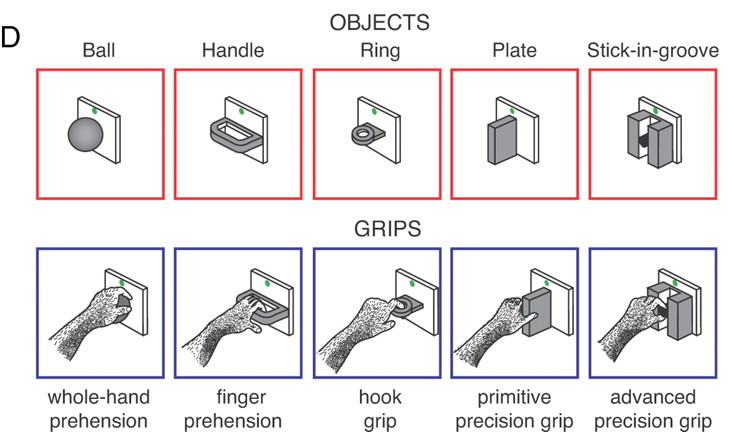 D
OBJECTS
Ball Handle Ring Plate Stick-in-groove
GRIPS
whole-hand prehension
finger prehension
hook grip
primitive precision grip
advanced precision grip